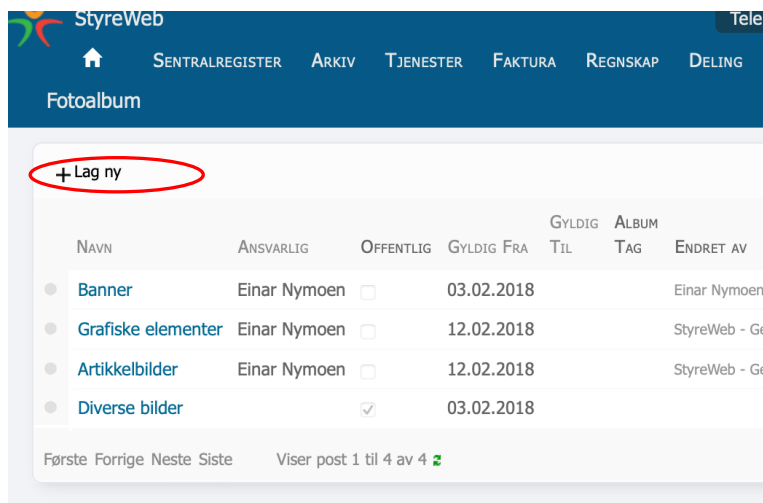 StyreWeb Tele
SENTRALREGISTER ARKIV TJENESTER FAKTURA REGNSKAP DELING
Fotoalbum
+ Lag ny
NAVN ANSVARLIG OFFENTLIG GYLDIG FRA GYLDIG TIL ALBUM TAG ENDRET AV
Banner Einar Nymoen 03.02.2018 Einar Nymoen
Grafiske elementer Einar Nymoen 12.02.2018 StyreWeb - Ge
Artikkelbilder Einar Nymoen 12.02.2018 StyreWeb - Ge
Diverse bilder 03.02.2018
Første Forrige Neste Siste Viser post 1 til 4 av 4